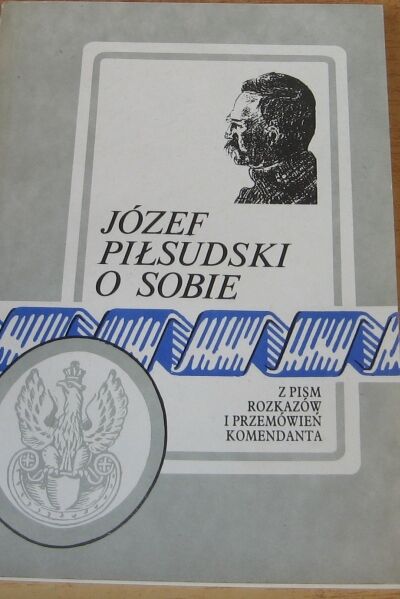 JÓZEF
PIŁSUDSKI
O SOBIE
Z PISM
ROZKAZÓW
I PRZEMÓWIEŃ
KOMENDANTA